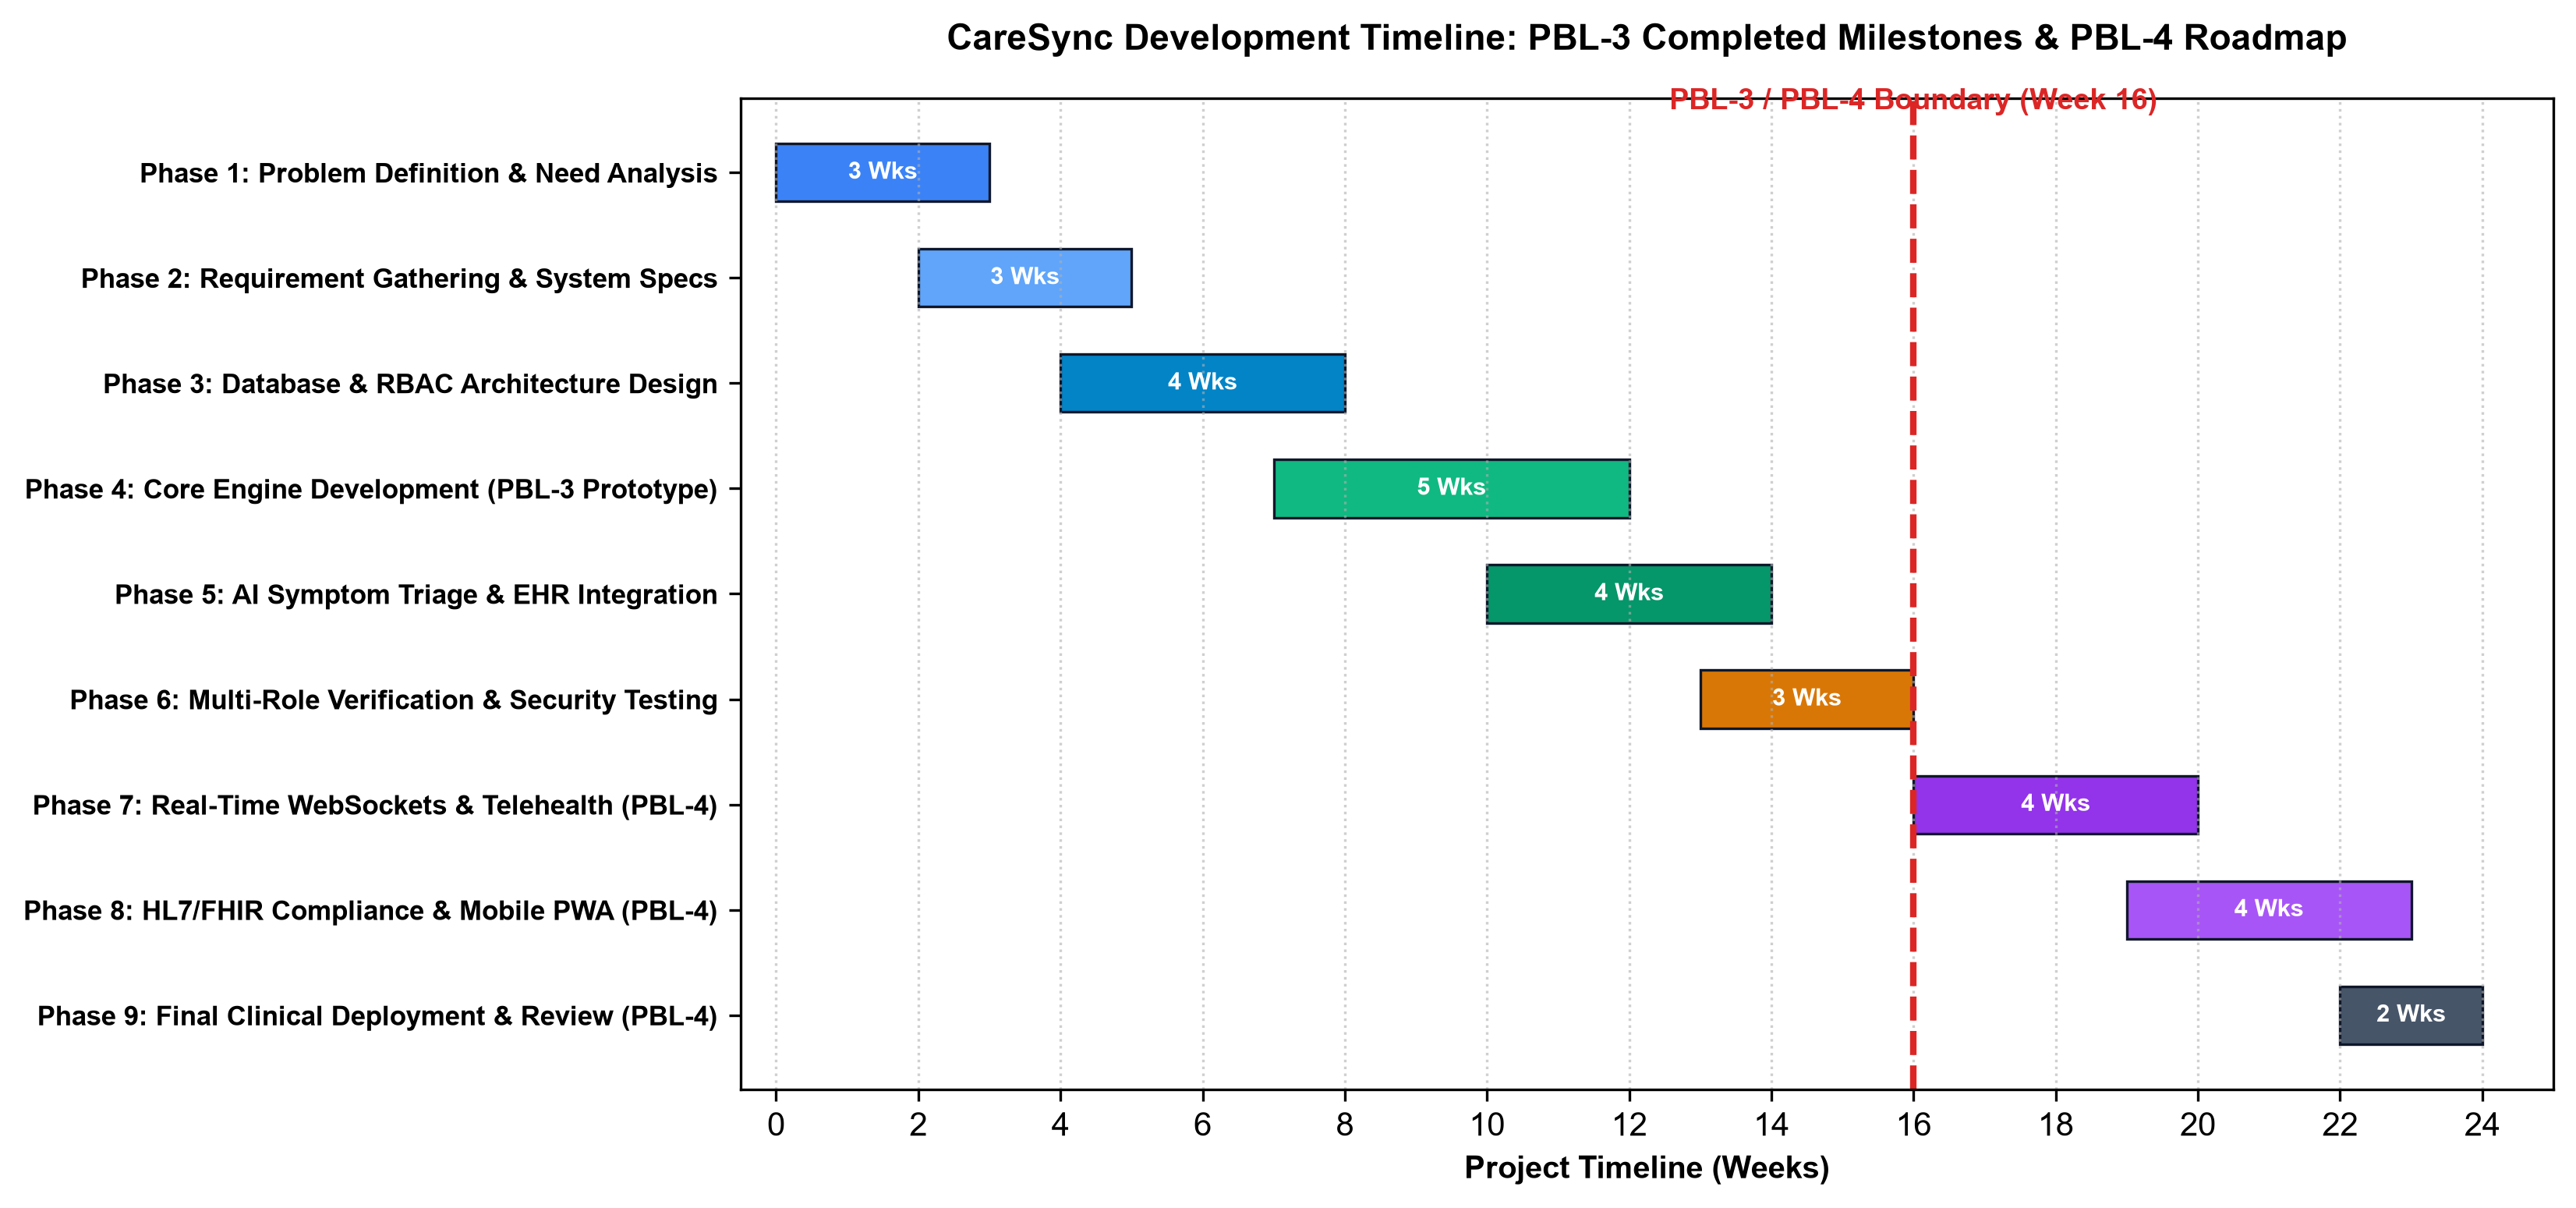 CareSync Development Timeline: PBL-3 Completed Milestones & PBL-4 Roadmap
PBL-3 / PBL-4 Boundary (Week 16)
Phase 1: Problem Definition & Need Analysis
3 Wks
Phase 2: Requirement Gathering & System Specs
3 Wks
Phase 3: Database & RBAC Architecture Design
4 Wks
Phase 4: Core Engine Development (PBL-3 Prototype)
5 Wks
Phase 5: AI Symptom Triage & EHR Integration
4 Wks
Phase 6: Multi-Role Verification & Security Testing
3 Wks
Phase 7: Real-Time WebSockets & Telehealth (PBL-4)
4 Wks
Phase 8: HL7/FHIR Compliance & Mobile PWA (PBL-4)
4 Wks
Phase 9: Final Clinical Deployment & Review (PBL-4)
2 Wks
0 2 4 6 8 10 12 14 16 18 20 22 24
Project Timeline (Weeks)